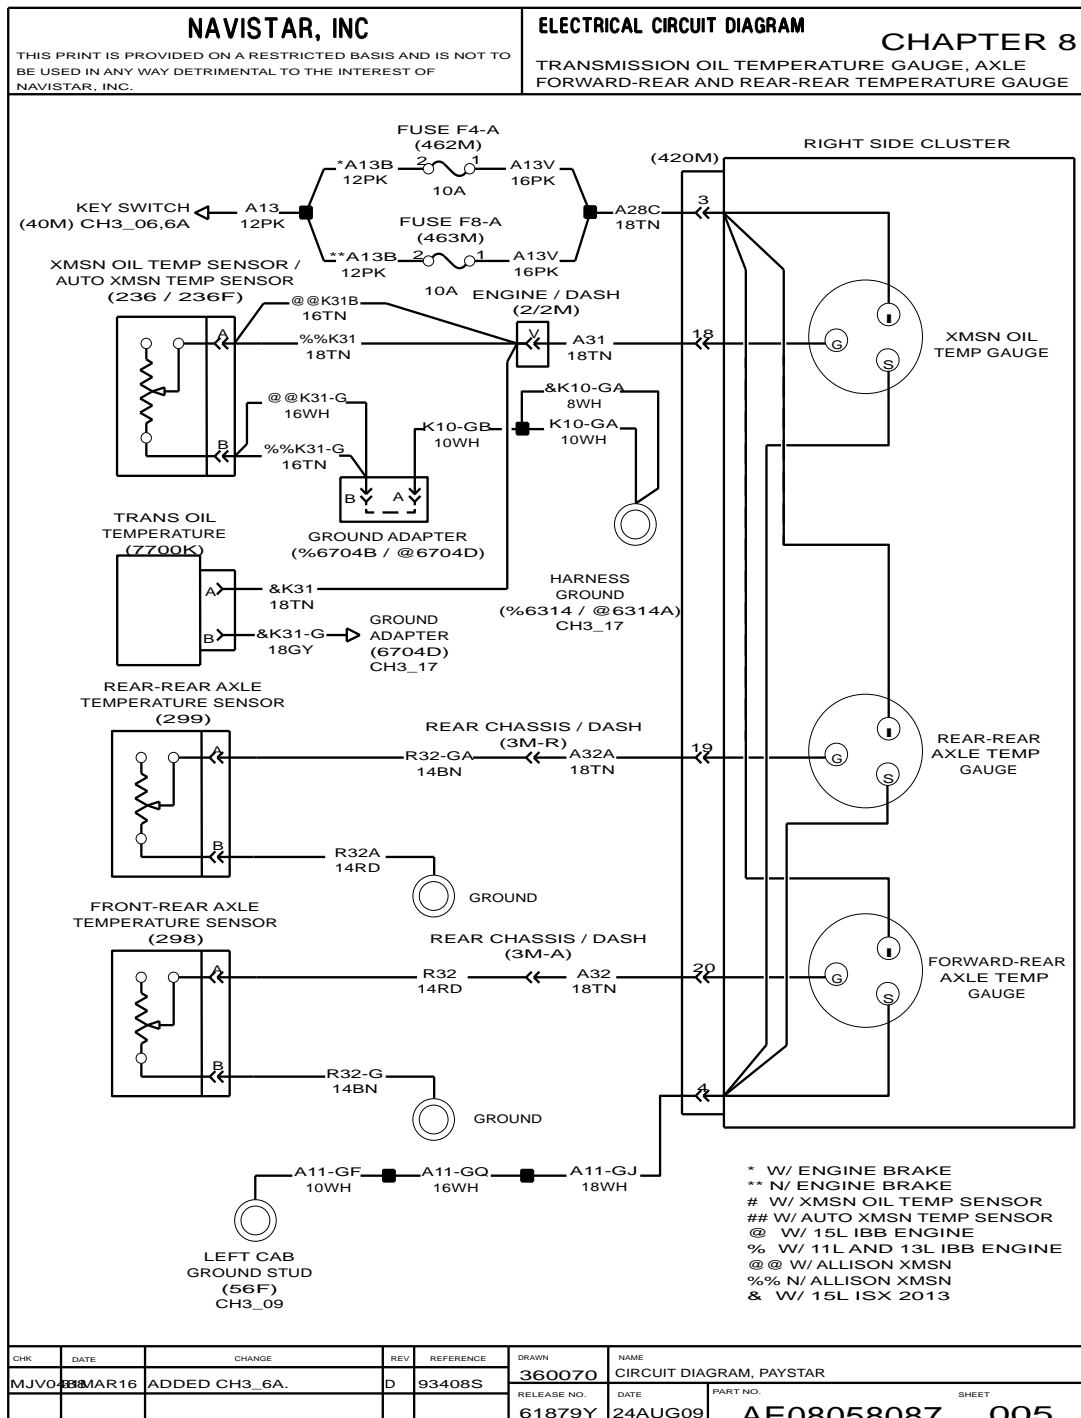 NAVISTAR, INC
THIS PRINT IS PROVIDED ON A RESTRICTED BASIS AND IS NOT TO
BE USED IN ANY WAY DETRIMENTAL TO THE INTEREST OF
NAVISTAR, INC.
ELECTRICAL CIRCUIT DIAGRAM
CHAPTER 8
TRANSMISSION OIL TEMPERATURE GAUGE, AXLE
FORWARD-REAR AND REAR-REAR TEMPERATURE GAUGE
FUSE F4-A
(462M)
*A13B
12PK
2
1
10A
A13V
16PK
KEY SWITCH
(40M) CH3_06,6A
A13
12PK
FUSE F8-A
(463M)
**A13B
12PK
2
1
10A
A13V
16PK
A28C
18TN
(420M)
3
RIGHT SIDE CLUSTER
XMSN OIL TEMP SENSOR /
AUTO XMSN TEMP SENSOR
(236 / 236F)
A
B
@@K31B
16TN
%%K31
18TN
ENGINE / DASH
(2/2M)
V
A31
18TN
18
G
I
S
XMSN OIL
TEMP GAUGE
@@K31-G
16WH
%%K31-G
16TN
K10-GB
10WH
&K10-GA
8WH
K10-GA
10WH
B
A
GROUND ADAPTER
(%6704B / @6704D)
HARNESS
GROUND
(%6314 / @6314A)
CH3_17
TRANS OIL
TEMPERATURE
(7700K)
A
B
&K31
18TN
&K31-G
18GY
GROUND
ADAPTER
(6704D)
CH3_17
REAR-REAR AXLE
TEMPERATURE SENSOR
(299)
A
B
R32-GA
14BN
REAR CHASSIS / DASH
(3M-R)
A32A
18TN
19
G
I
S
REAR-REAR
AXLE TEMP
GAUGE
R32A
14RD
GROUND
FRONT-REAR AXLE
TEMPERATURE SENSOR
(298)
A
B
R32
14RD
REAR CHASSIS / DASH
(3M-A)
A32
18TN
20
G
I
S
FORWARD-REAR
AXLE TEMP
GAUGE
R32-G
14BN
GROUND
4
A11-GF
10WH
A11-GQ
16WH
A11-GJ
18WH
LEFT CAB
GROUND STUD
(56F)
CH3_09
* W/ ENGINE BRAKE
** N/ ENGINE BRAKE
# W/ XMSN OIL TEMP SENSOR
## W/ AUTO XMSN TEMP SENSOR
@ W/ 15L IBB ENGINE
% W/ 11L AND 13L IBB ENGINE
@@ W/ ALLISON XMSN
%% N/ ALLISON XMSN
& W/ 15L ISX 2013
CHK DATE CHANGE REV REFERENCE
ADDED CH3_6A. D 93408S
DRAWN
360070
NAME
CIRCUIT DIAGRAM, PAYSTAR
RELEASE NO.
61879Y
DATE
24AUG09
PART NO.
AE08058087
SHEET
005